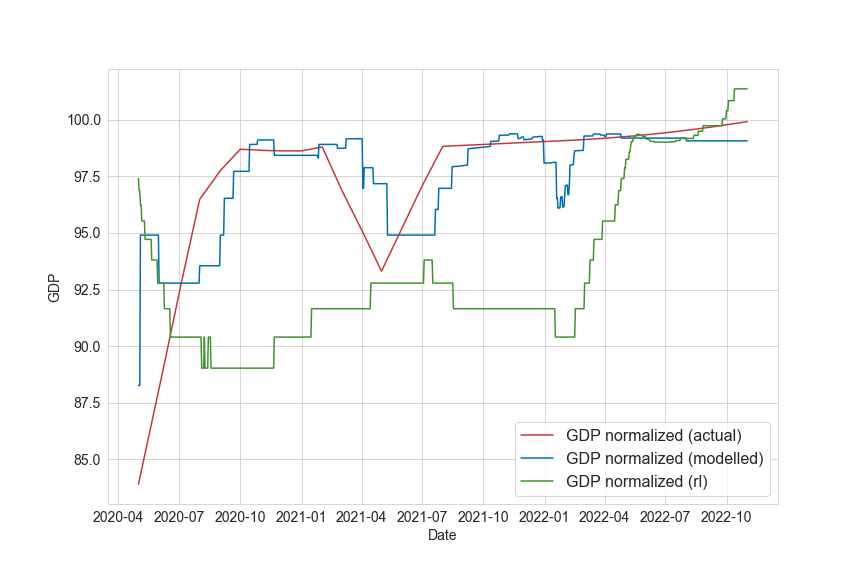 100.0
97.5
95.0
92.5
90.0
87.5
85.0
GDP
GDP normalized (actual)
GDP normalized (modelled)
GDP normalized (rl)
2020-04 2020-07 2020-10 2021-01 2021-04 2021-07 2021-10 2022-01 2022-04 2022-07 2022-10
Date